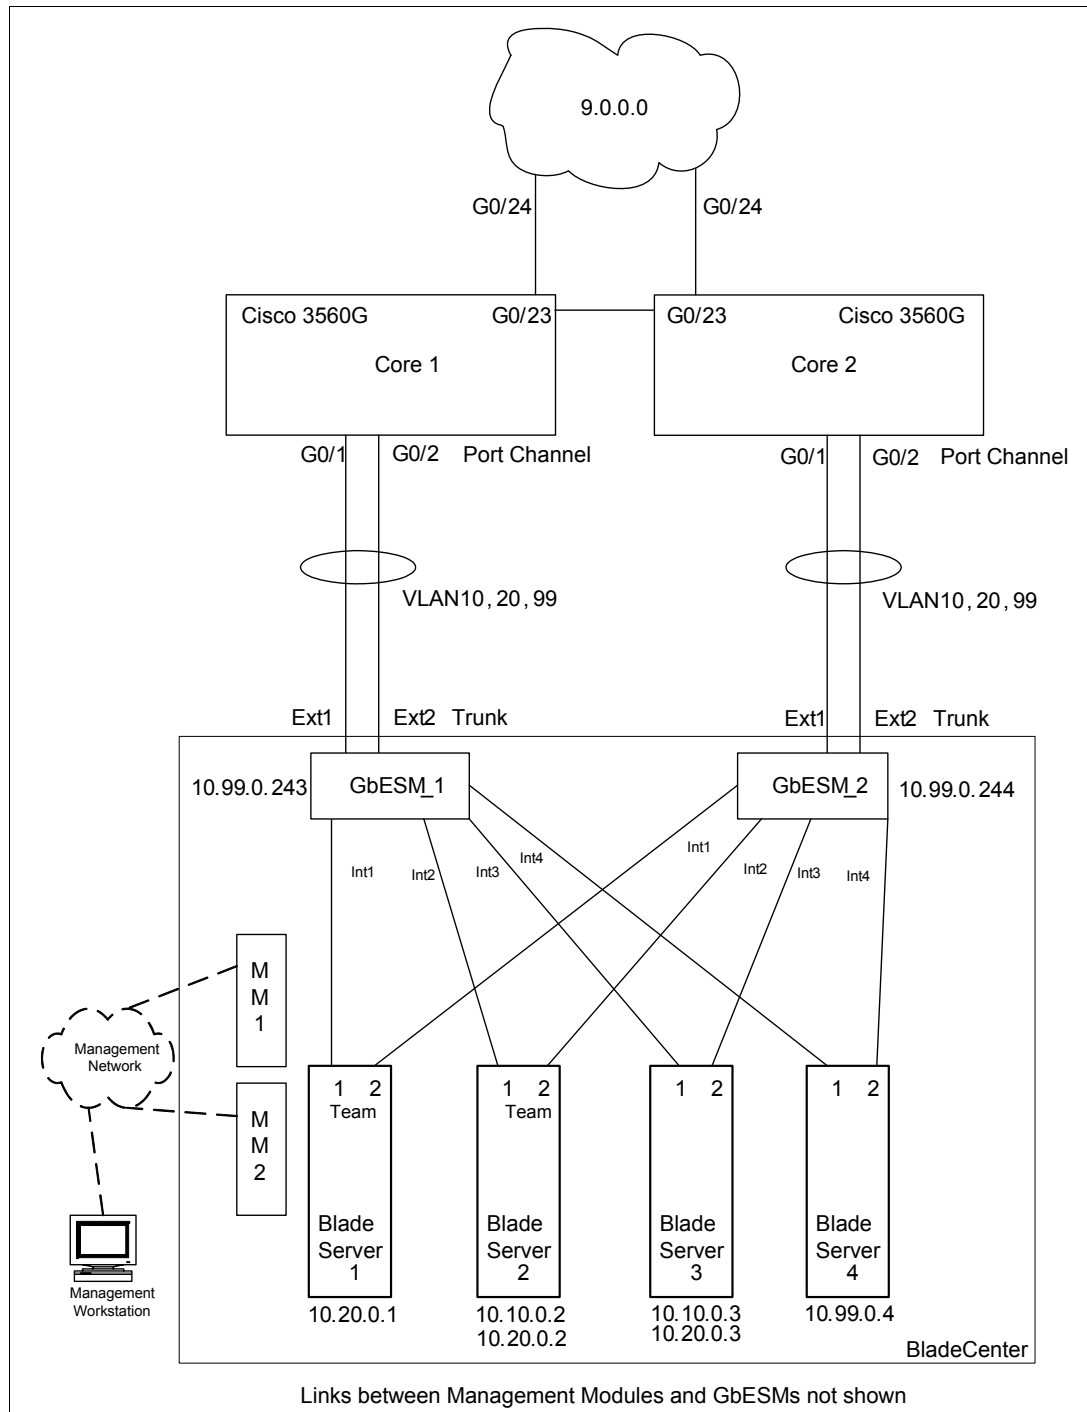 9.0.0.0
G0/24
G0/24
Cisco 3560G
G0/23
G0/23
Cisco 3560G
Core 1
Core 2
G0/1
G0/2
Port Channel
G0/1
G0/2
Port Channel
VLAN10, 20, 99
VLAN10, 20, 99
Ext1
Ext2
Trunk
Ext1
Ext2
Trunk
10.99.0.243
GbESM_1
GbESM_2
10.99.0.244
Int1
Int2
Int3
Int4
Int1
Int2
Int3
Int4
M
M
1
Management
Network
M
M
2
1 2
Team
1 2
Team
1 2
1 2
Blade
Server
1
Blade
Server
2
Blade
Server
3
Blade
Server
4
Management
Workstation
10.20.0.1
10.10.0.2
10.20.0.2
10.10.0.3
10.20.0.3
10.99.0.4
BladeCenter
Links between Management Modules and GbESMs not shown